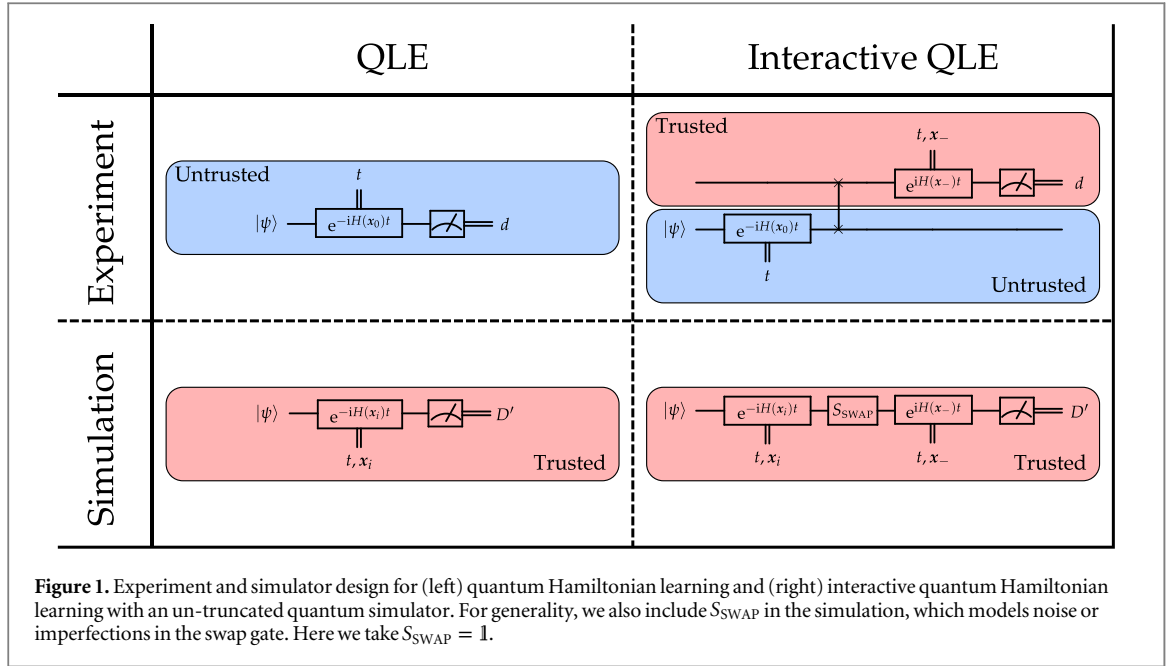 QLE
Interactive QLE
Experiment
Untrusted
t
|ψ⟩ e^{-iH(x_0)t} d
Trusted
t, x_−
e^{iH(x_−)t} d
|ψ⟩ e^{-iH(x_0)t}
t
Untrusted
Simulation
|ψ⟩ e^{-iH(x_i)t} D′
t, x_i
Trusted
|ψ⟩ e^{-iH(x_i)t} S_SWAP e^{iH(x_−)t} D′
t, x_i t, x_−
Trusted
Figure 1. Experiment and simulator design for (left) quantum Hamiltonian learning and (right) interactive quantum Hamiltonian
learning with an un-truncated quantum simulator. For generality, we also include S_SWAP in the simulation, which models noise or
imperfections in the swap gate. Here we take S_SWAP = 𝟙.